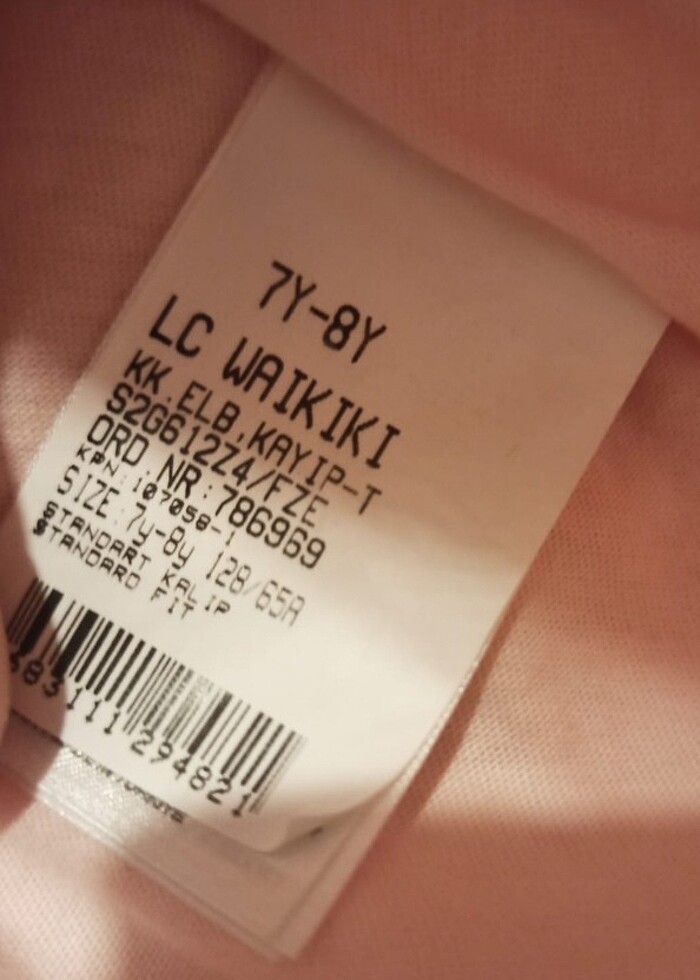 7Y-8Y
LC WAIKIKI
KK.ELB,KAYIP-T
S2G612Z4/FZE
ORD NR:786969
KPN:107058-1
SIZE:7y-8y 128/65A
STANDART KALIP
STANDARD FIT
683111294821